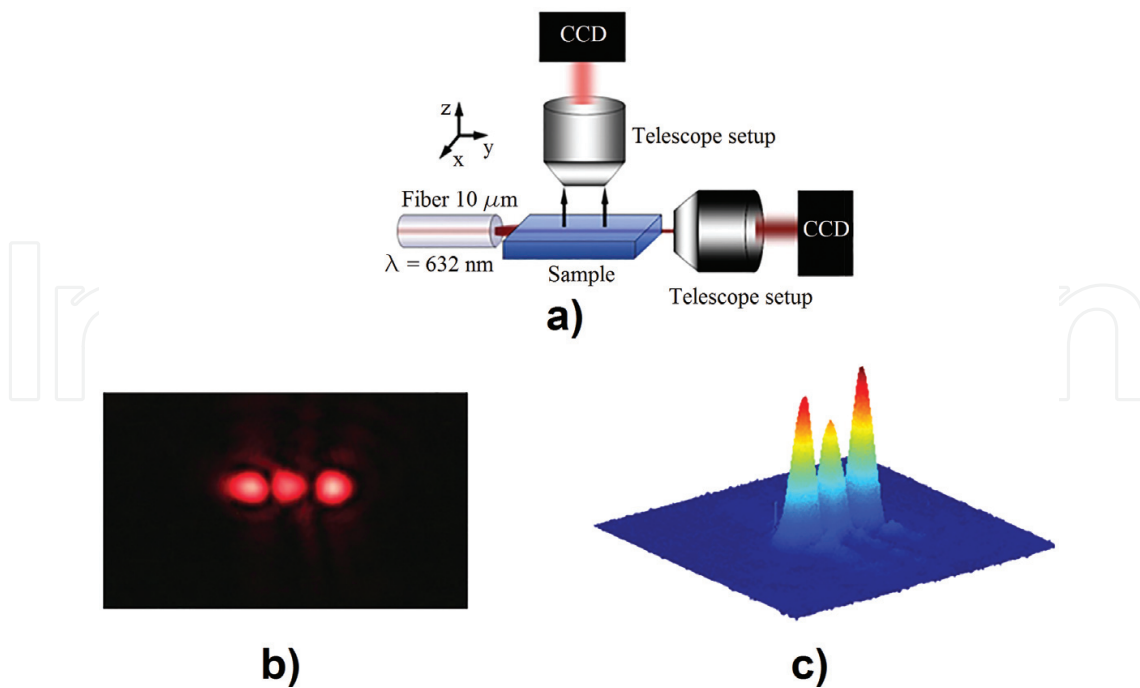 CCD
z
y
x
Telescope setup
Fiber 10 μm
λ = 632 nm
CCD
Sample
Telescope setup
a)
b)
c)